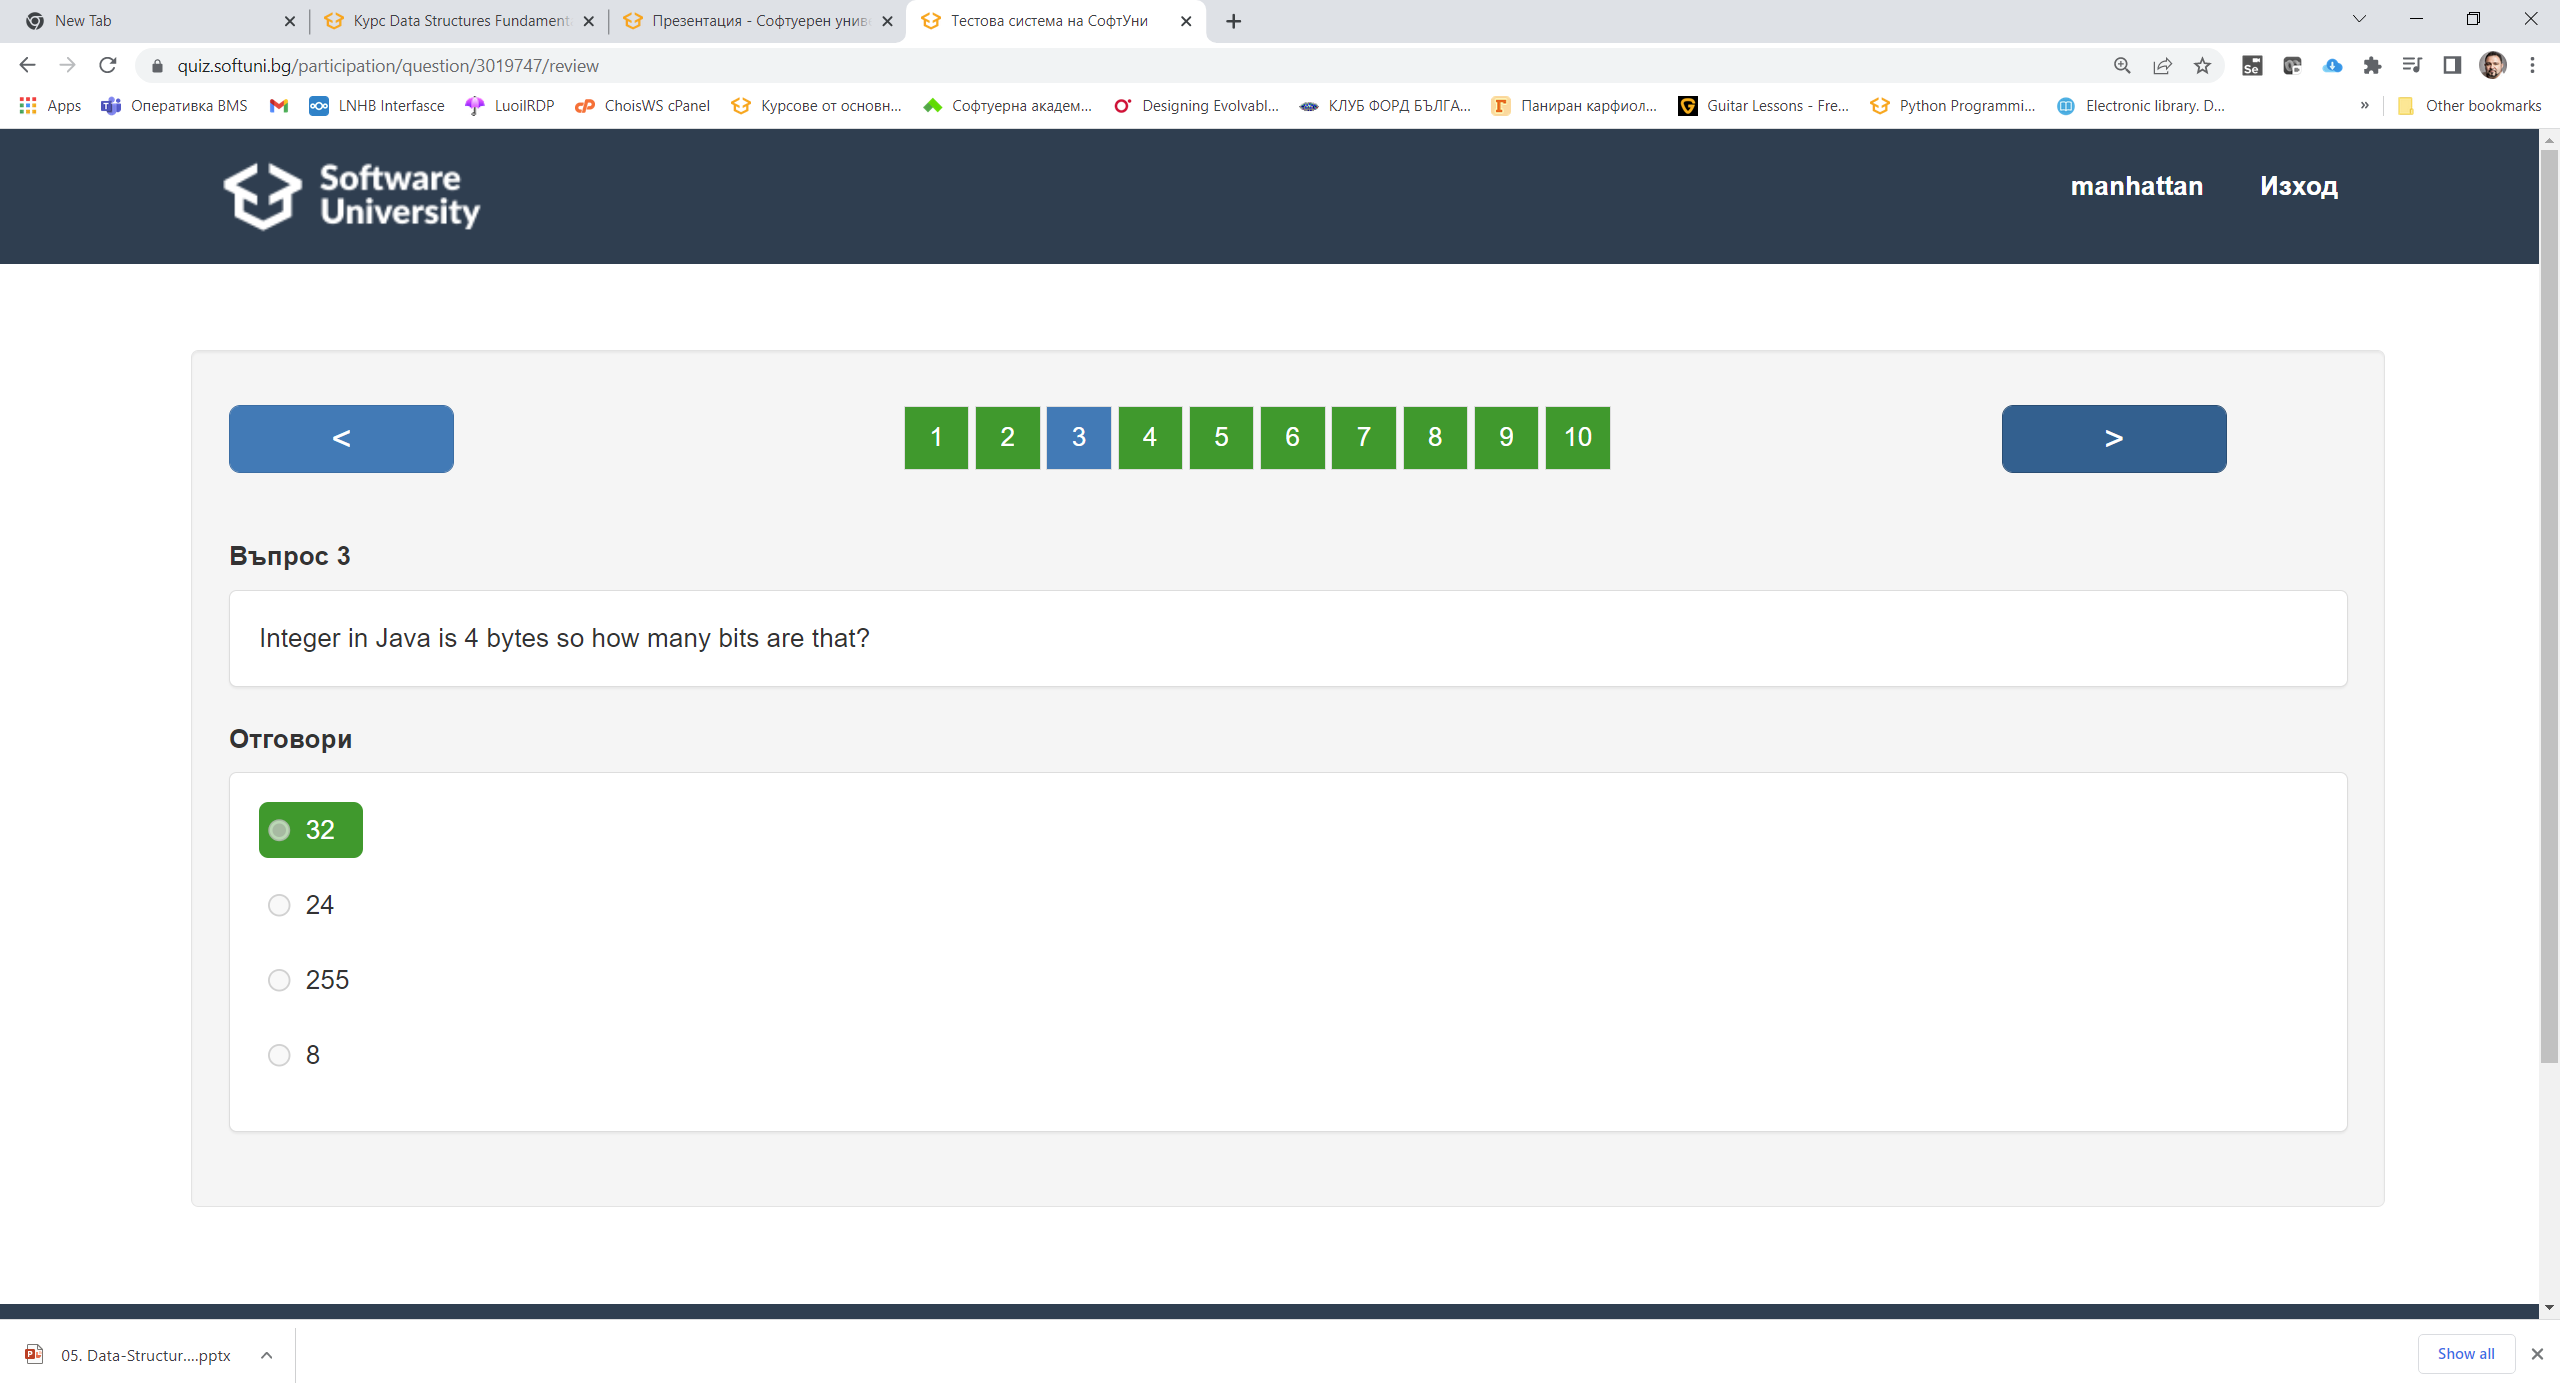 New Tab
Курс Data Structures Fundament
Презентация - Софтуерен униве
Тестова система на СофтУни
quiz.softuni.bg/participation/question/3019747/review
Apps
Оперативка BMS
LNHB Interfasce
LuoilRDP
ChoisWS cPanel
Курсове от основн...
Софтуерна академ...
Designing Evolvabl...
КЛУБ ФОРД БЪЛГА...
Паниран карфиол...
Guitar Lessons - Fre...
Python Programmi...
Electronic library. D...
»
Other bookmarks
Software
University
manhattan
Изход
<
1 2 3 4 5 6 7 8 9 10
>
Въпрос 3
Integer in Java is 4 bytes so how many bits are that?
Отговори
32
24
255
8
05. Data-Structur....pptx
Show all